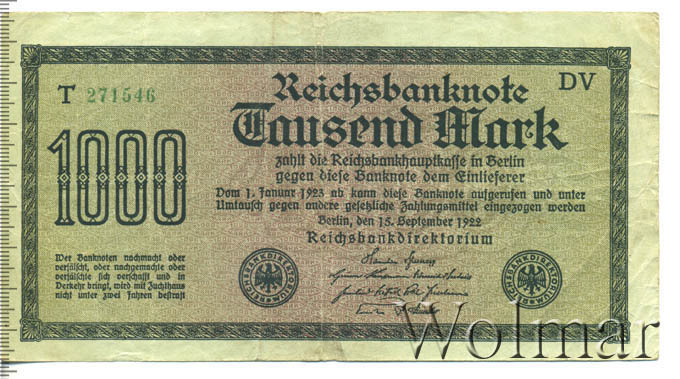 T 271546
Reichsbanknote
DV
Tausend Mark
1000
zahlt die Reichsbankhauptkasse in Berlin
gegen diese Banknote dem Einlieferer
Vom 1. Januar 1923 ab kann diese Banknote aufgerufen und unter
Umtausch gegen andere gesetzliche Zahlungsmittel eingezogen werden
Berlin, den 15. September 1922
Reichsbankdirektorium
Wer Banknoten nachmacht oder
verfälscht, oder nachgemachte oder
verfälschte sich verschafft und in
Verkehr bringt, wird mit Zuchthaus
nicht unter zwei Jahren bestraft
REICHSBANKDIREKTORIUM
REICHSBANKDIREKTORIUM
Wolmar